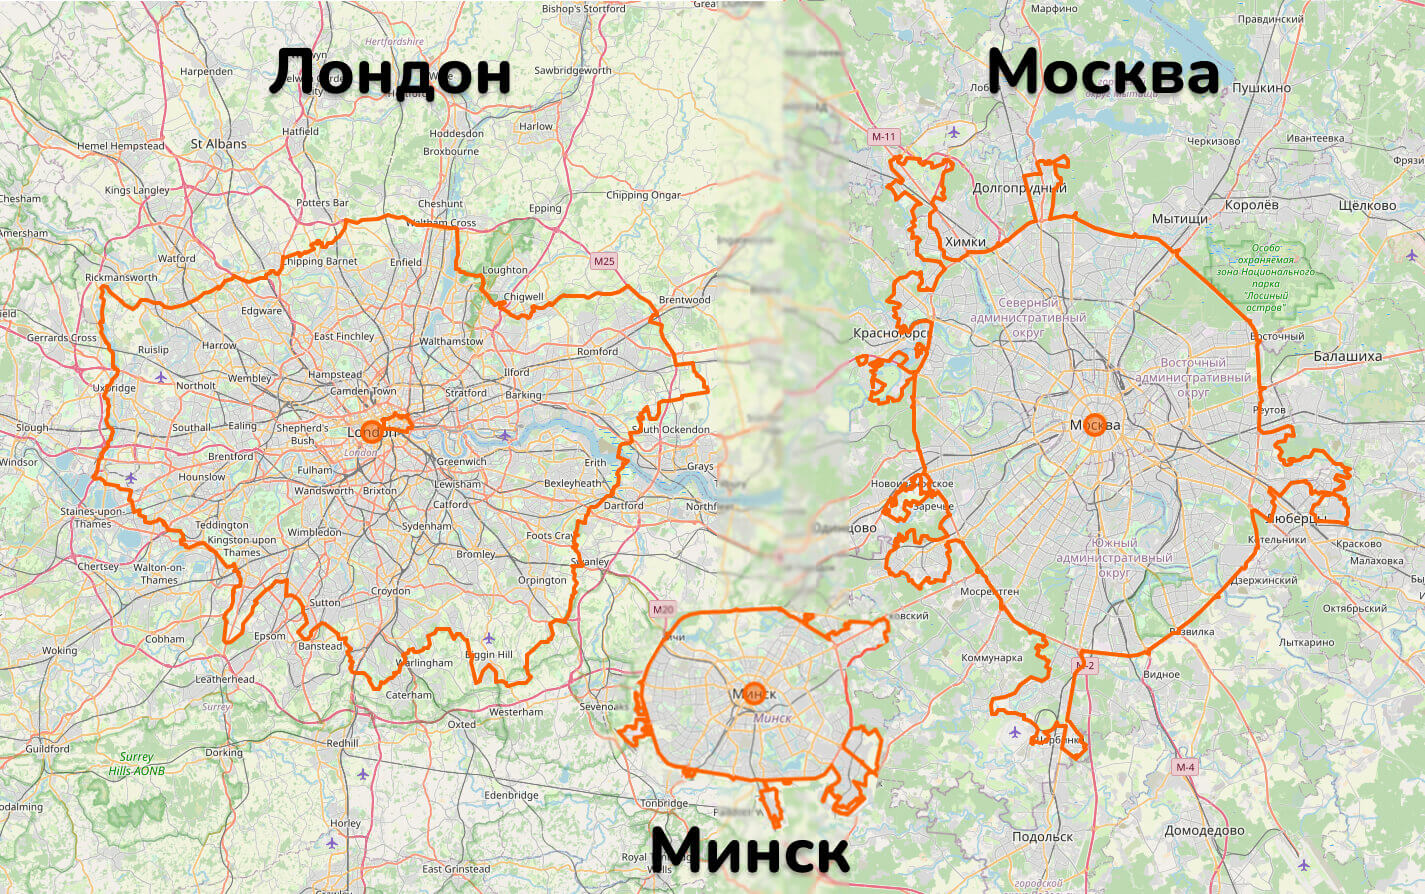 Лондон
Москва
Минск
Bishop's Stortford
Hertfordshire
Harpenden
Sawbridgeworth
Hatfield
Hoddesdon
Harlow
Hemel Hempstead
St Albans
Broxbourne
Kings Langley
Chipping Ongar
Chesham
Potters Bar
Cheshunt
Epping
Waltham Cross
Amersham
Watford
Chipping Barnet
Enfield
Loughton
M25
Rickmansworth
Chigwell
Brentwood
Edgware
Gerrards Cross
East Finchley
Walthamstow
Ruislip
Harrow
Romford
Uxbridge
Northolt
Wembley
Hampstead
Ilford
Camden Town
Stratford
Barking
Slough
Southall
Ealing
Shepherd's
Bush
London
London
South Ockendon
Windsor
Brentford
Greenwich
Erith
Grays
Hounslow
Fulham
Wandsworth
Brixton
Lewisham
Bexleyheath
Staines-upon-
Thames
Catford
Dartford
Teddington
Wimbledon
Sydenham
Foots Cray
Kingston upon
Thames
Bromley
Swanley
Chertsey
Walton-on-
Thames
Orpington
Croydon
Sutton
M20
Cobham
Epsom
Banstead
Woking
Warlingham
Biggin Hill
Leatherhead
Caterham
Surrey
Westerham
Oxted
Guildford
Dorking
Redhill
Surrey
Hills AONB
Edenbridge
Tonbridge
Horley
East Grinstead
Royal
Wells
Минск
Минск
Марфино
Правдинский
Пушкино
М-11
Черкизово
Ивантеевка
Долгопрудный
Королёв
Щёлково
Мытищи
Химки
Особо
охраняемая
зона Национального
парка
"Лосиный
остров"
Северный
административный
округ
Красногорск
Восточный
Балашиха
Восточный
административный
округ
Реутов
Москва
Заречье
Люберцы
Котельники
Красково
Малаховка
Южный
административный
округ
Дзержинский
Мосрентген
Октябрьский
Развилка
Лыткарино
Коммунарка
М-2
Видное
Щербинка
М-4
Подольск
Домодедово
городской